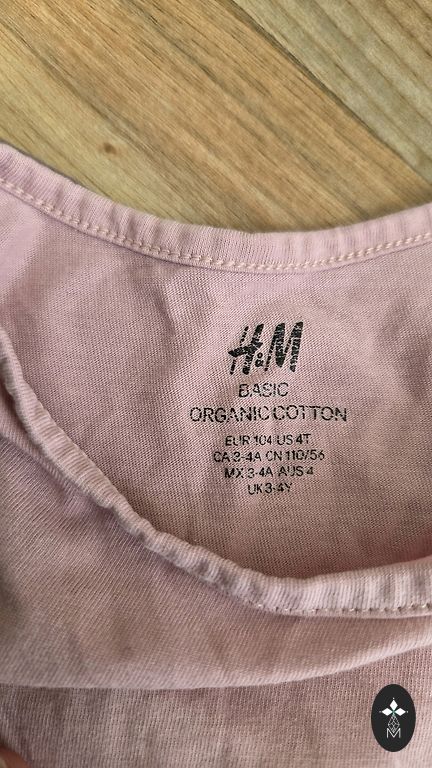 H&M
BASIC
ORGANIC COTTON
EUR 104 US 4T
CA 3-4A CN 110/56
MX 3-4A AUS 4
UK 3-4Y
M